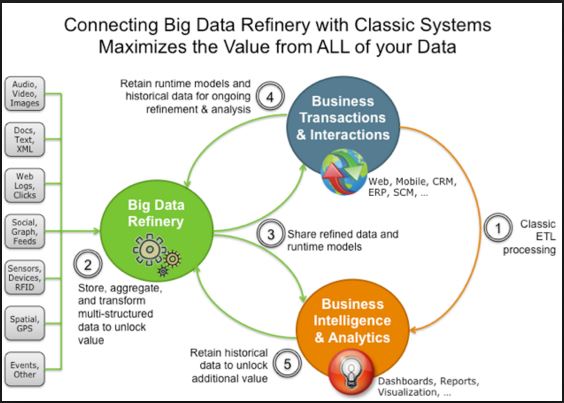 Connecting Big Data Refinery with Classic Systems
Maximizes the Value from ALL of your Data
Audio,
Video,
Images
Docs,
Text,
XML
Web
Logs,
Clicks
Social,
Graph,
Feeds
Sensors,
Devices,
RFID
Spatial,
GPS
Events,
Other
Retain runtime models and
historical data for ongoing
refinement & analysis
4
Business
Transactions
& Interactions
Web, Mobile, CRM,
ERP, SCM, ...
Big Data
Refinery
3
Share refined data and
runtime models
1
Classic
ETL
processing
2
Store, aggregate,
and transform
multi-structured
data to unlock
value
Business
Intelligence
& Analytics
Retain historical
data to unlock
additional value
5
Dashboards, Reports,
Visualization, ...